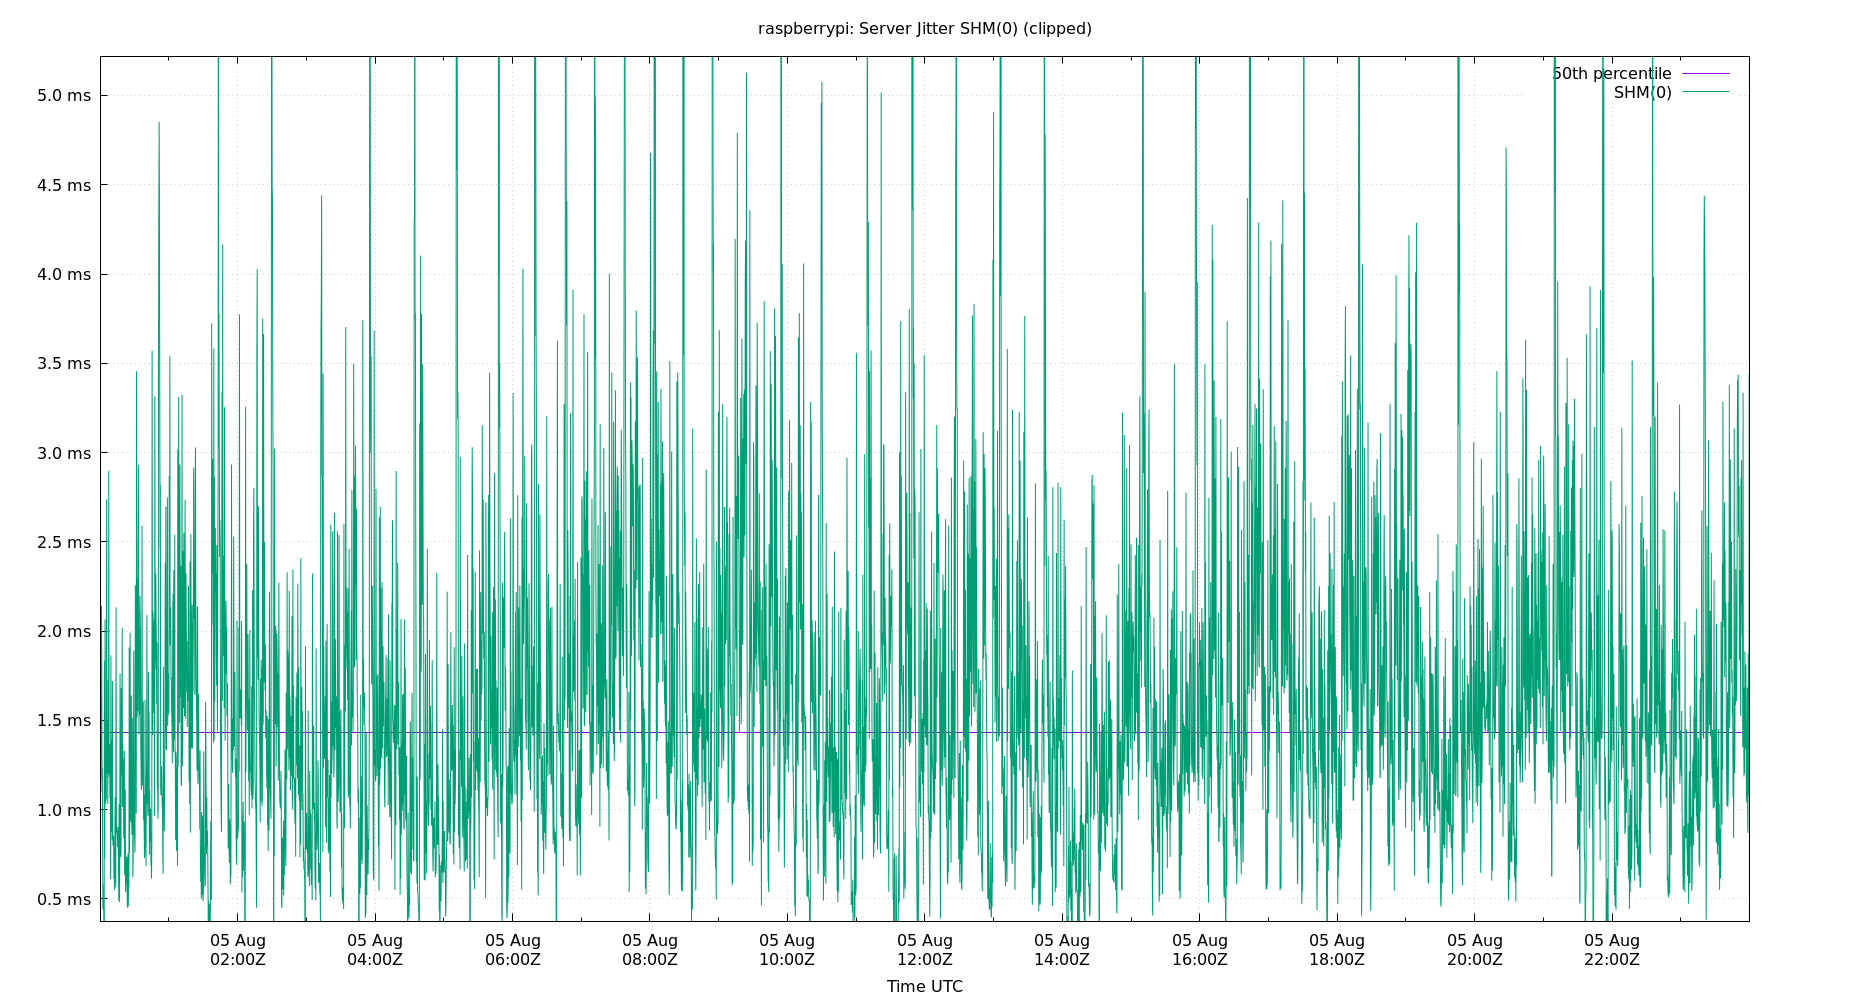 raspberrypi: Server Jitter SHM(0) (clipped)
50th percentile
SHM(0)
5.0 ms
4.5 ms
4.0 ms
3.5 ms
3.0 ms
2.5 ms
2.0 ms
1.5 ms
1.0 ms
0.5 ms
05 Aug 05 Aug 05 Aug 05 Aug 05 Aug 05 Aug 05 Aug 05 Aug 05 Aug 05 Aug 05 Aug
02:00Z 04:00Z 06:00Z 08:00Z 10:00Z 12:00Z 14:00Z 16:00Z 18:00Z 20:00Z 22:00Z
Time UTC